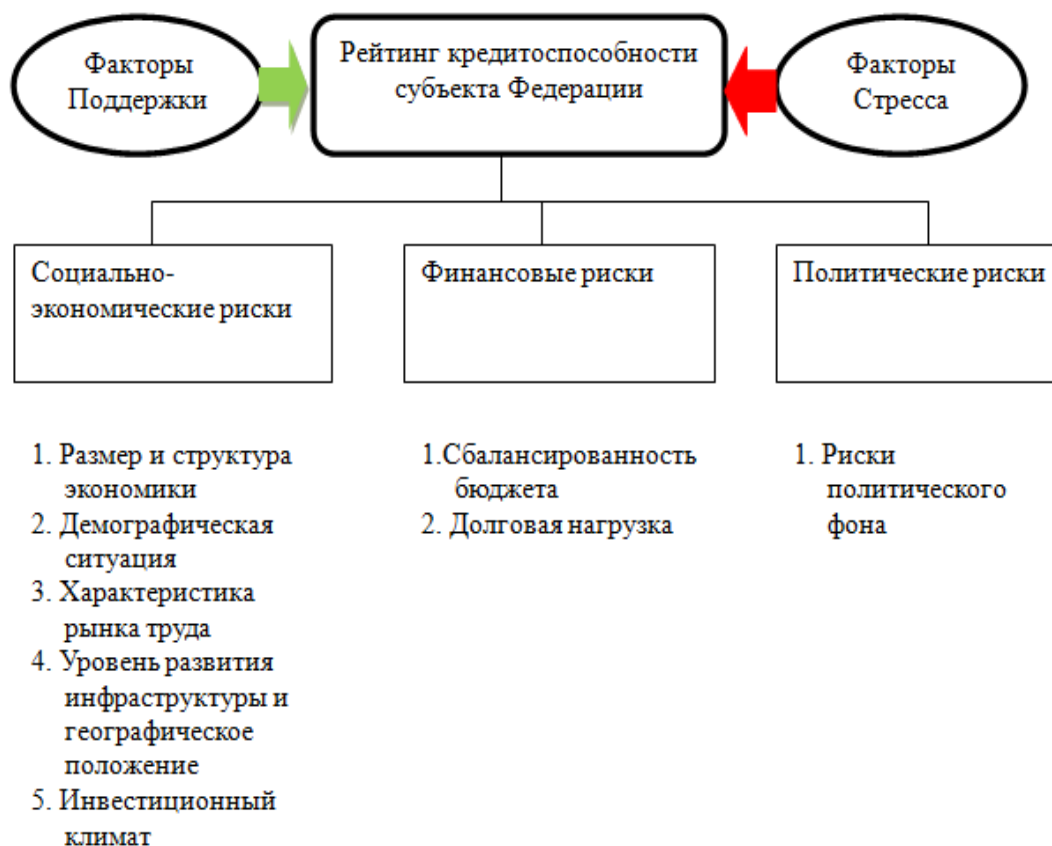 Факторы
Поддержки
Рейтинг кредитоспособности
субъекта Федерации
Факторы
Стресса
Социально-
экономические риски
Финансовые риски
Политические риски
1. Размер и структура
экономики
2. Демографическая
ситуация
3. Характеристика
рынка труда
4. Уровень развития
инфраструктуры и
географическое
положение
5. Инвестиционный
климат
1.Сбалансированность
бюджета
2. Долговая нагрузка
1. Риски
политического
фона